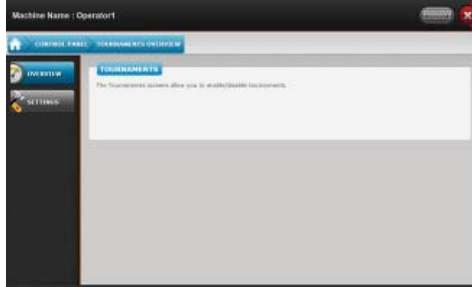 Machine Name : Operator1
CONTROL PANEL TOURNAMENTS OVERVIEW
OVERVIEW
TOURNAMENTS
The Tournaments screens allow you to enable/disable tournaments.
SETTINGS